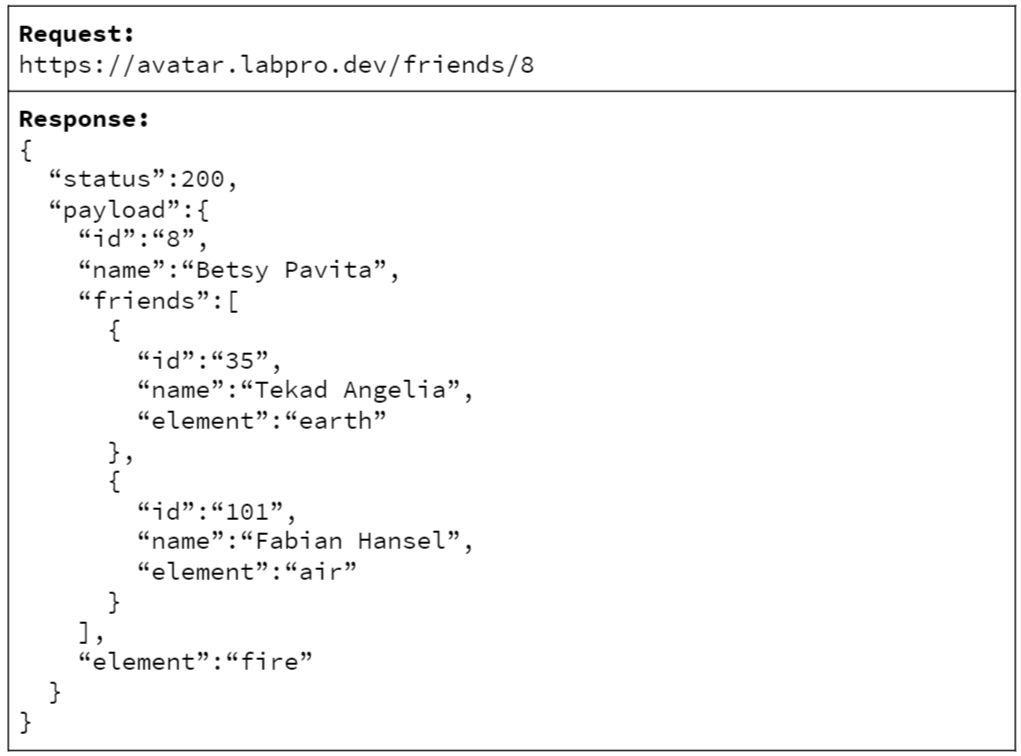 Request:
https://avatar.labpro.dev/friends/8
Response:
{
“status”:200,
“payload”:{
“id”:“8”,
“name”:“Betsy Pavita”,
“friends”:[
{
“id”:“35”,
“name”:“Tekad Angelia”,
“element”:“earth”
},
{
“id”:“101”,
“name”:“Fabian Hansel”,
“element”:“air”
}
],
“element”:“fire”
}
}